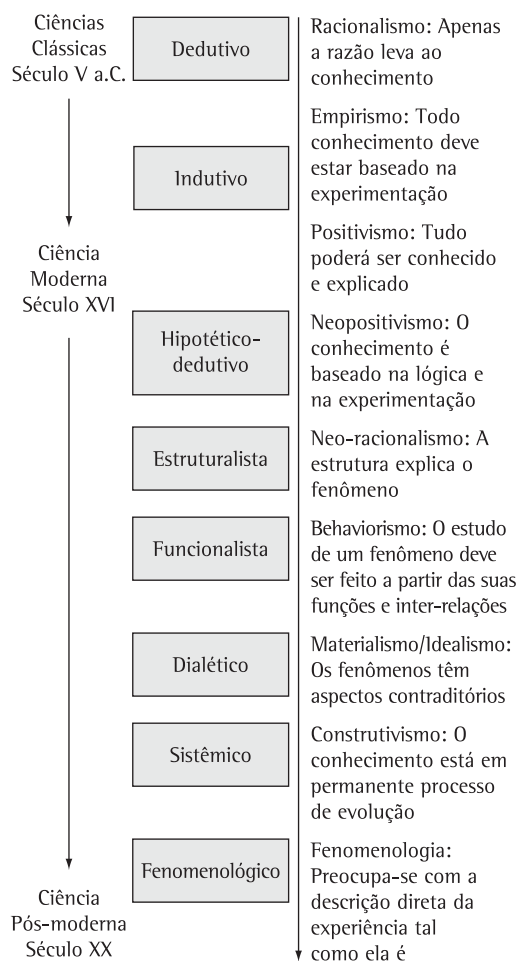 Ciências
Clássicas
Século V a.C.
Dedutivo
Racionalismo: Apenas
a razão leva ao
conhecimento
Indutivo
Empirismo: Todo
conhecimento deve
estar baseado na
experimentação
Ciência
Moderna
Século XVI
Positivismo: Tudo
poderá ser conhecido
e explicado
Hipotético-
dedutivo
Neopositivismo: O
conhecimento é
baseado na lógica e
na experimentação
Estruturalista
Neo-racionalismo: A
estrutura explica o
fenômeno
Funcionalista
Behaviorismo: O estudo
de um fenômeno deve
ser feito a partir das suas
funções e inter-relações
Dialético
Materialismo/Idealismo:
Os fenômenos têm
aspectos contraditórios
Sistêmico
Construtivismo: O
conhecimento está em
permanente processo
de evolução
Fenomenológico
Fenomenologia:
Preocupa-se com a
descrição direta da
experiência tal
como ela é
Ciência
Pós-moderna
Século XX